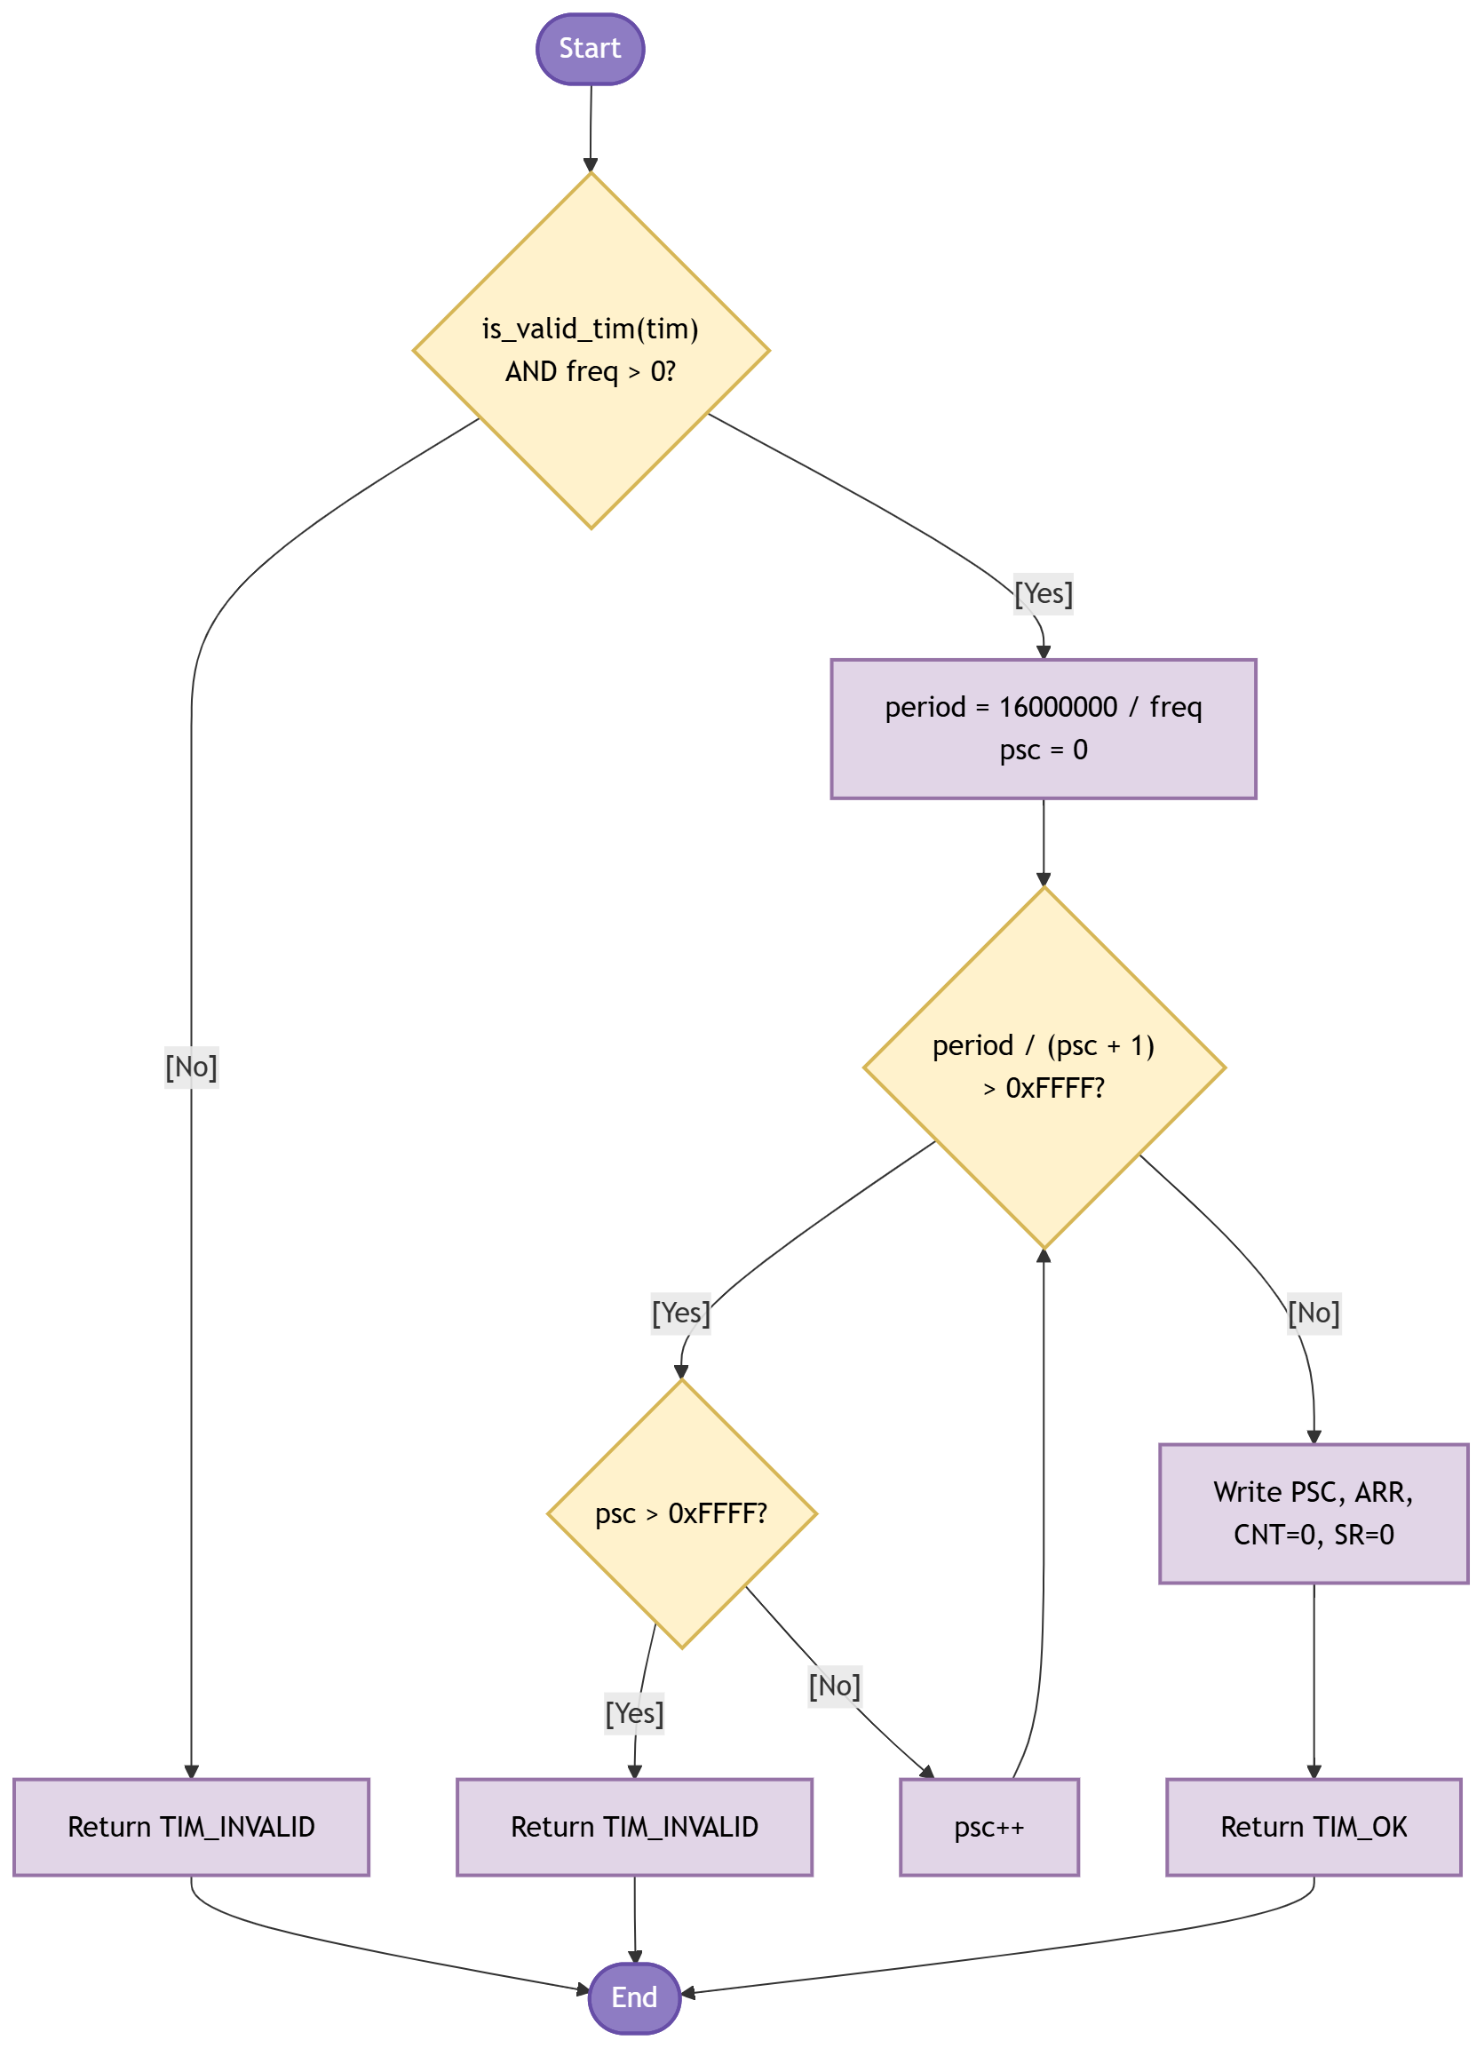 Start
is_valid_tim(tim)
AND freq > 0?
[Yes]
period = 16000000 / freq
psc = 0
period / (psc + 1)
> 0xFFFF?
[No]
[Yes]
[No]
psc > 0xFFFF?
Write PSC, ARR,
CNT=0, SR=0
[Yes]
[No]
Return TIM_INVALID
Return TIM_INVALID
psc++
Return TIM_OK
End